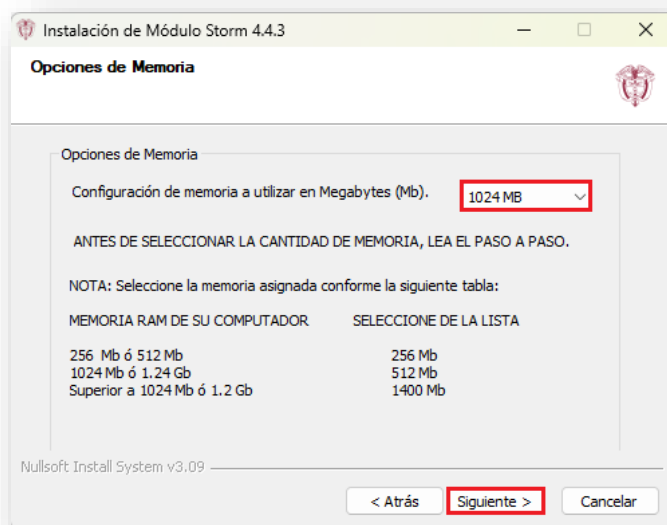 Instalación de Módulo Storm 4.4.3
Opciones de Memoria
Opciones de Memoria
Configuración de memoria a utilizar en Megabytes (Mb). 1024 MB
ANTES DE SELECCIONAR LA CANTIDAD DE MEMORIA, LEA EL PASO A PASO.
NOTA: Seleccione la memoria asignada conforme la siguiente tabla:
MEMORIA RAM DE SU COMPUTADOR SELECCIONE DE LA LISTA
256 Mb ó 512 Mb 256 Mb
1024 Mb ó 1.24 Gb 512 Mb
Superior a 1024 Mb ó 1.2 Gb 1400 Mb
Nullsoft Install System v3.09
< Atrás Siguiente > Cancelar